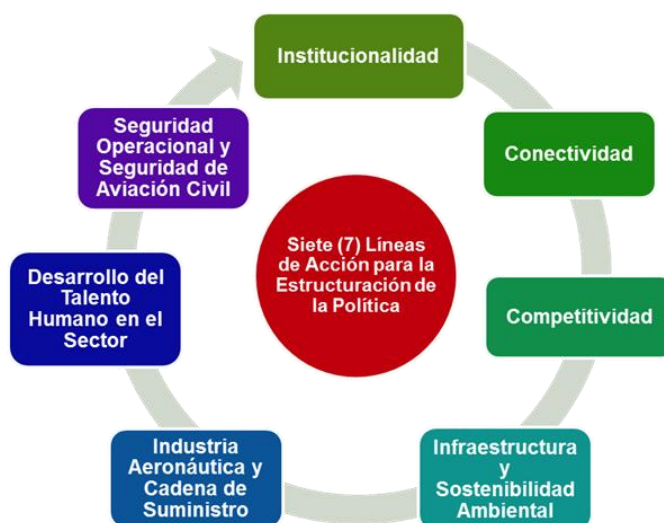 Institucionalidad
Conectividad
Competitividad
Infraestructura
y
Sostenibilidad
Ambiental
Industria
Aeronáutica y
Cadena de
Suministro
Desarrollo del
Talento
Humano en el
Sector
Seguridad
Operacional y
Seguridad de
Aviación Civil
Siete (7) Líneas
de Acción para la
Estructuración de
la Política